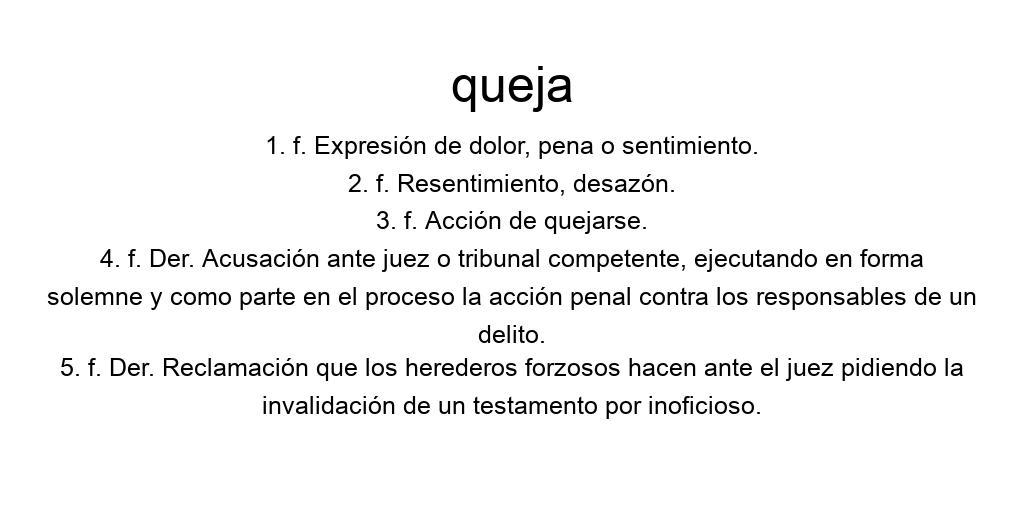 queja
1. f. Expresión de dolor, pena o sentimiento.
2. f. Resentimiento, desazón.
3. f. Acción de quejarse.
4. f. Der. Acusación ante juez o tribunal competente, ejecutando en forma
solemne y como parte en el proceso la acción penal contra los responsables de un
delito.
5. f. Der. Reclamación que los herederos forzosos hacen ante el juez pidiendo la
invalidación de un testamento por inoficioso.